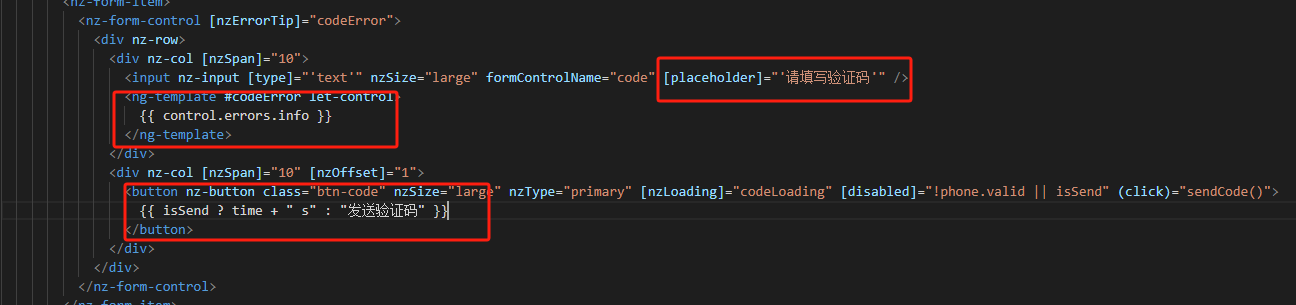 <nz-form-item>
<nz-form-control [nzErrorTip]="codeError">
<div nz-row>
<div nz-col [nzSpan]="10">
<input nz-input [type]="'text'" nzSize="large" formControlName="code" [placeholder]="'请填写验证码'" />
<ng-template #codeError let-control>
{{ control.errors.info }}
</ng-template>
</div>
<div nz-col [nzSpan]="10" [nzOffset]="1">
<button nz-button class="btn-code" nzSize="large" nzType="primary" [nzLoading]="codeLoading" [disabled]="!phone.valid || isSend" (click)="sendCode()">
{{ isSend ? time + " s" : "发送验证码" }}
</button>
</div>
</div>
</nz-form-control>
</nz-form-item>